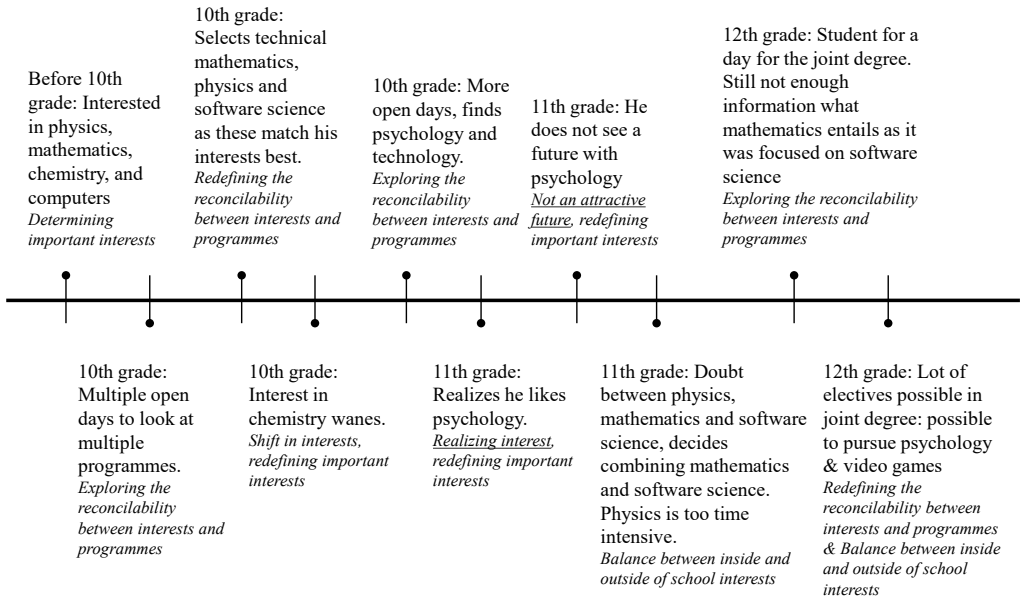 Before 10th
grade: Interested
in physics,
mathematics,
chemistry, and
computers
Determining
important interests
10th grade:
Multiple open
days to look at
multiple
programmes.
Exploring the
reconcilability
between interests and
programmes
10th grade:
Selects technical
mathematics,
physics and
software science
as these match his
interests best.
Redefining the
reconcilability
between interests and
programmes
10th grade:
Interest in
chemistry wanes.
Shift in interests,
redefining important
interests
10th grade: More
open days, finds
psychology and
technology.
Exploring the
reconcilability
between interests and
programmes
11th grade:
Realizes he likes
psychology.
Realizing interest,
redefining important
interests
11th grade: He
does not see a
future with
psychology
Not an attractive
future, redefining
important interests
11th grade: Doubt
between physics,
mathematics and software
science, decides
combining mathematics
and software science.
Physics is too time
intensive.
Balance between inside and
outside of school interests
12th grade: Student for a
day for the joint degree.
Still not enough
information what
mathematics entails as it
was focused on software
science
Exploring the reconcilability
between interests and
programmes
12th grade: Lot of
electives possible in
joint degree: possible
to pursue psychology
& video games
Redefining the
reconcilability between
interests and programmes
& Balance between inside
and outside of school
interests